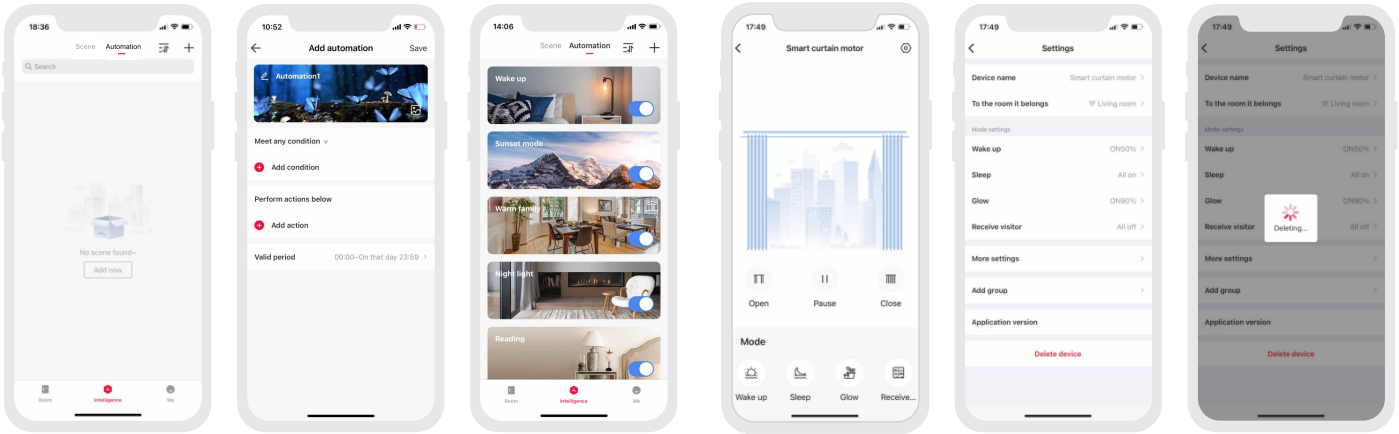 18:36
Scene Automation
Search
No scene found~
Add now
Room Intelligence Me
10:52
Add automation Save
Automation1
Meet any condition
Add condition
Perform actions below
Add action
Valid period 00:00~On that day 23:59
14:06
Scene Automation
Wake up
Sunset mode
Warm family
Night light
Reading
Room Intelligence Me
17:49
Smart curtain motor
Open Pause Close
Mode
Wake up Sleep Glow Receive...
17:49
Settings
Device name Smart curtain motor
To the room it belongs 1F Living room
Mode settings
Wake up ON50%
Sleep All on
Glow ON90%
Receive visitor All off
More settings
Add group
Application version
Delete device
17:49
Settings
Device name Smart curtain motor
To the room it belongs 1F Living room
Mode settings
Wake up ON50%
Sleep All on
Glow ON90%
Deleting...
Receive visitor All off
More settings
Add group
Application version
Delete device